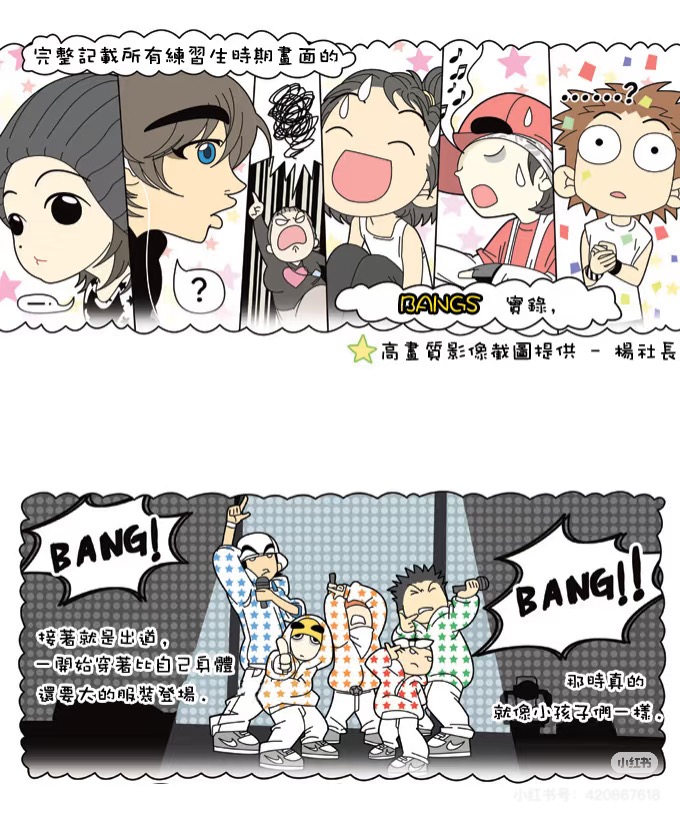 完整記載所有練習生時期畫面的
......?
一.
?
BANGS 實錄,
高畫質影像截圖提供 - 楊社長
BANG!
BANG!!
接著就是出道,
一開始穿著比自己身體
還要大的服裝登場.
那時真的
就像小孩子們一樣.
小红书
小红书号: 420867618